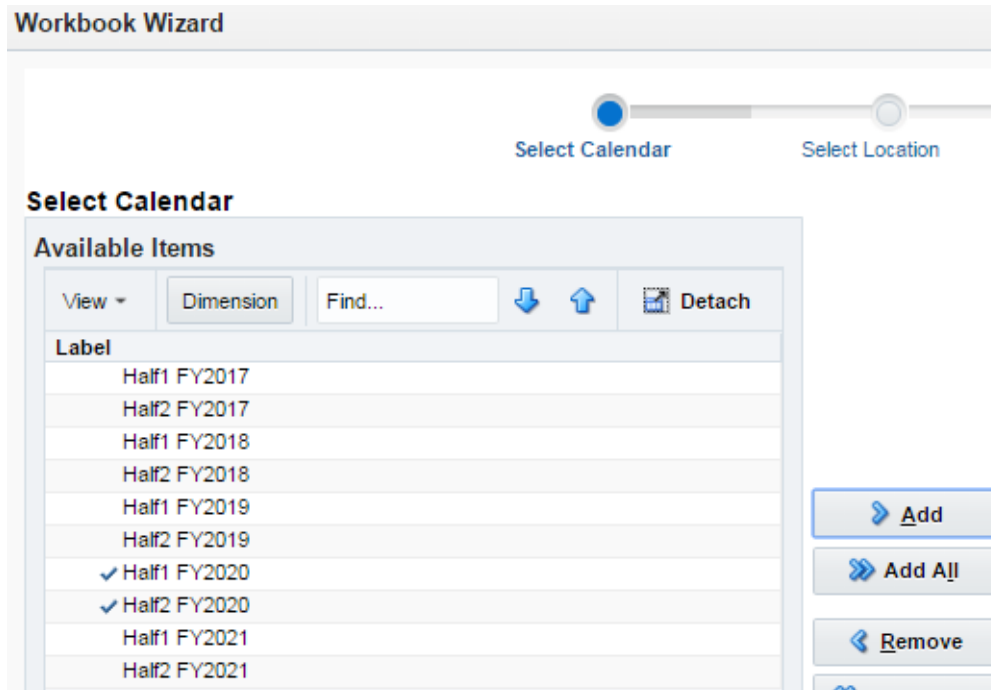 Workbook Wizard
Select Calendar Select Location
Select Calendar
Available Items
View Dimension Find... Detach
Label
Half1 FY2017
Half2 FY2017
Half1 FY2018
Half2 FY2018
Half1 FY2019
Half2 FY2019
Half1 FY2020
Half2 FY2020
Half1 FY2021
Half2 FY2021
Add
Add All
Remove